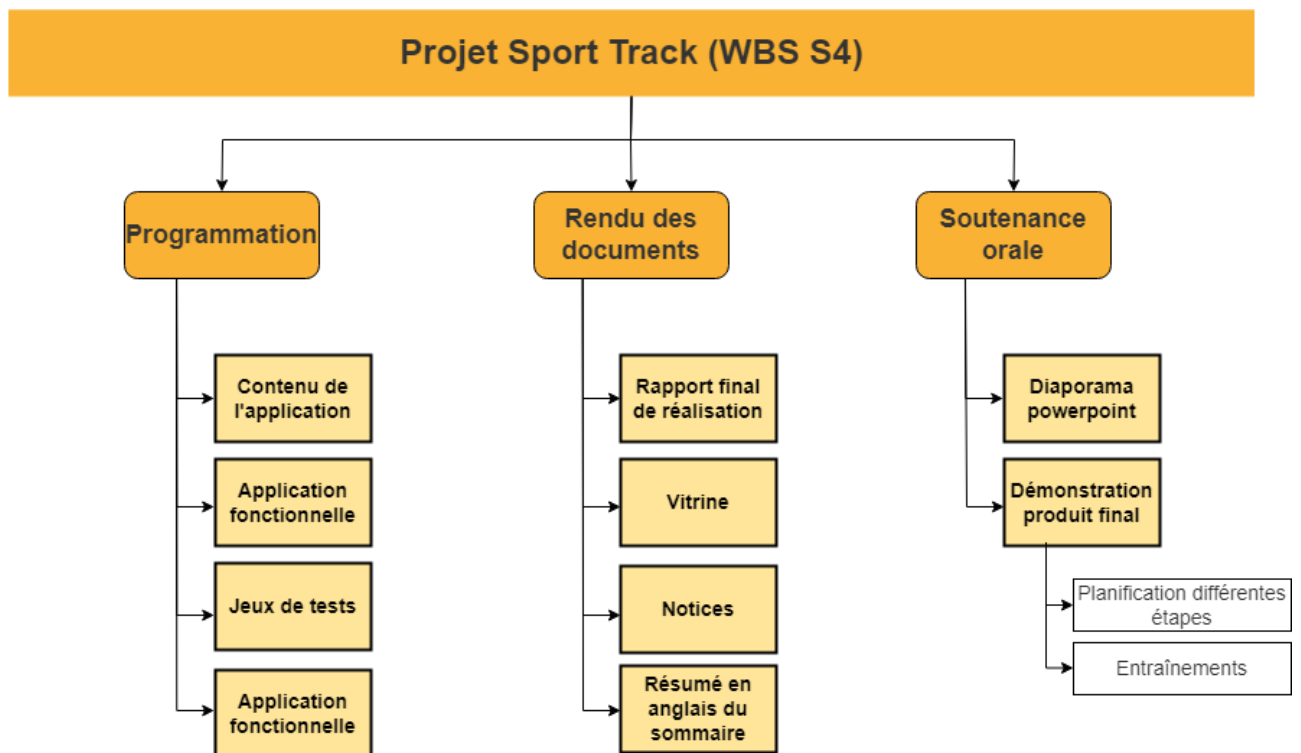 Projet Sport Track (WBS S4)
Programmation
Contenu de
l'application
Application
fonctionnelle
Jeux de tests
Application
fonctionnelle
Rendu des
documents
Rapport final
de réalisation
Vitrine
Notices
Résumé en
anglais du
sommaire
Soutenance
orale
Diaporama
powerpoint
Démonstration
produit final
Planification différentes
étapes
Entraînements